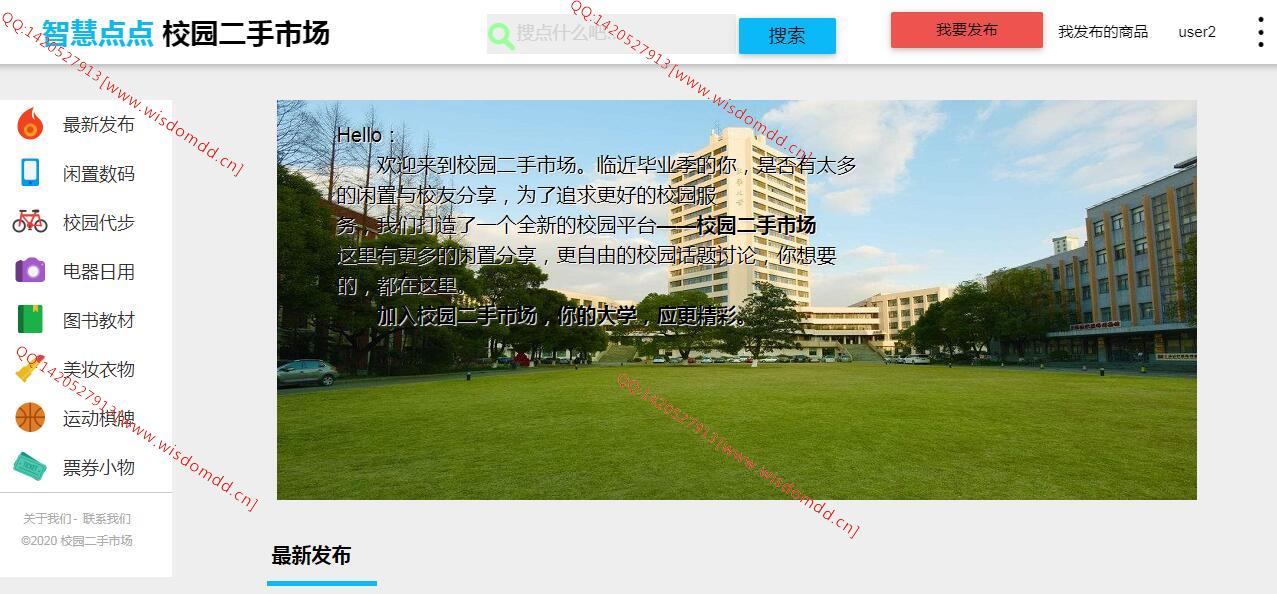 智慧点点 校园二手市场
搜点什么吧...
搜索
我要发布
我发布的商品
user2
最新发布
闲置数码
校园代步
电器日用
图书教材
美妆衣物
运动棋牌
票券小物
关于我们 - 联系我们
©2020 校园二手市场
Hello：
欢迎来到校园二手市场。临近毕业季的你，是否有太多
的闲置与校友分享，为了追求更好的校园服
务，我们打造了一个全新的校园平台——校园二手市场
这里有更多的闲置分享，更自由的校园话题讨论，你想要
的，都在这里。
加入校园二手市场，你的大学，应更精彩。
最新发布
QQ:1420527913[www.wisdomdd.cn]
QQ:1420527913[www.wisdomdd.cn]
QQ:1420527913[www.wisdomdd.cn]
QQ:1420527913[www.wisdomdd.cn]